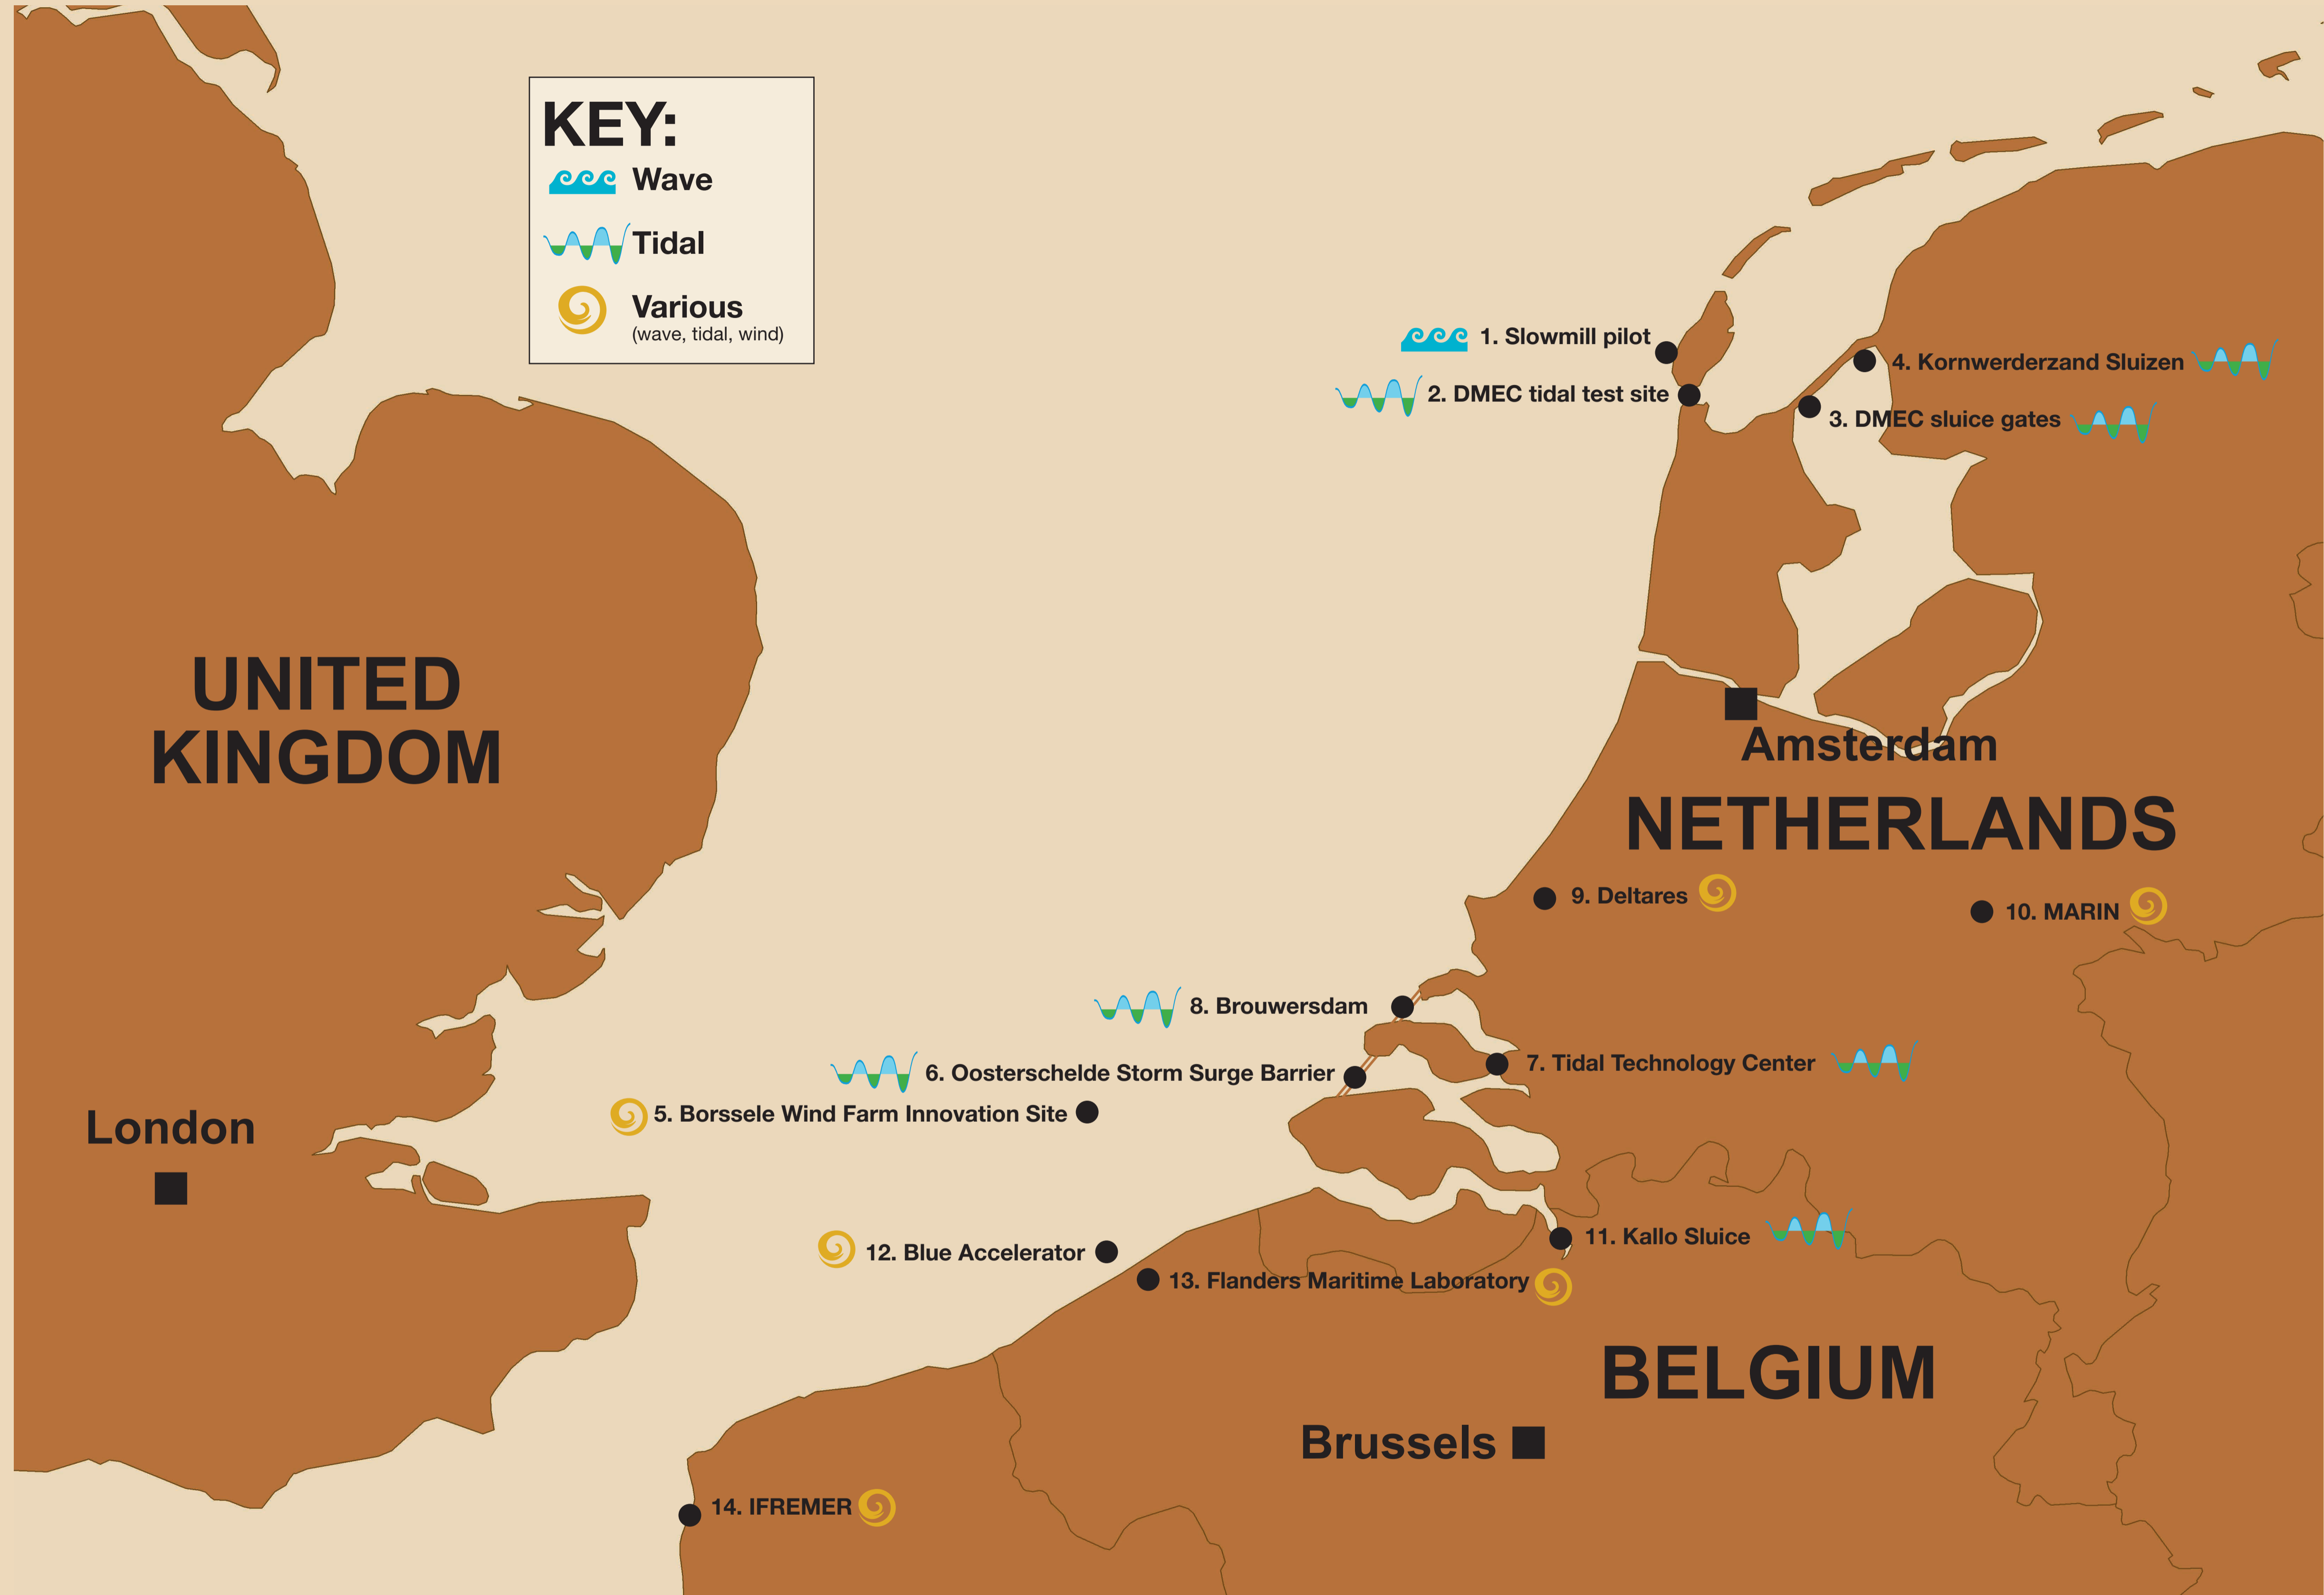 KEY:
Wave
Tidal
Various
(wave, tidal, wind)
1. Slowmill pilot
2. DMEC tidal test site
4. Kornwerderzand Sluizen
3. DMEC sluice gates
UNITED
KINGDOM
Amsterdam
NETHERLANDS
9. Deltares
10. MARIN
8. Brouwersdam
7. Tidal Technology Center
6. Oosterschelde Storm Surge Barrier
5. Borssele Wind Farm Innovation Site
London
11. Kallo Sluice
12. Blue Accelerator
13. Flanders Maritime Laboratory
BELGIUM
Brussels
14. IFREMER